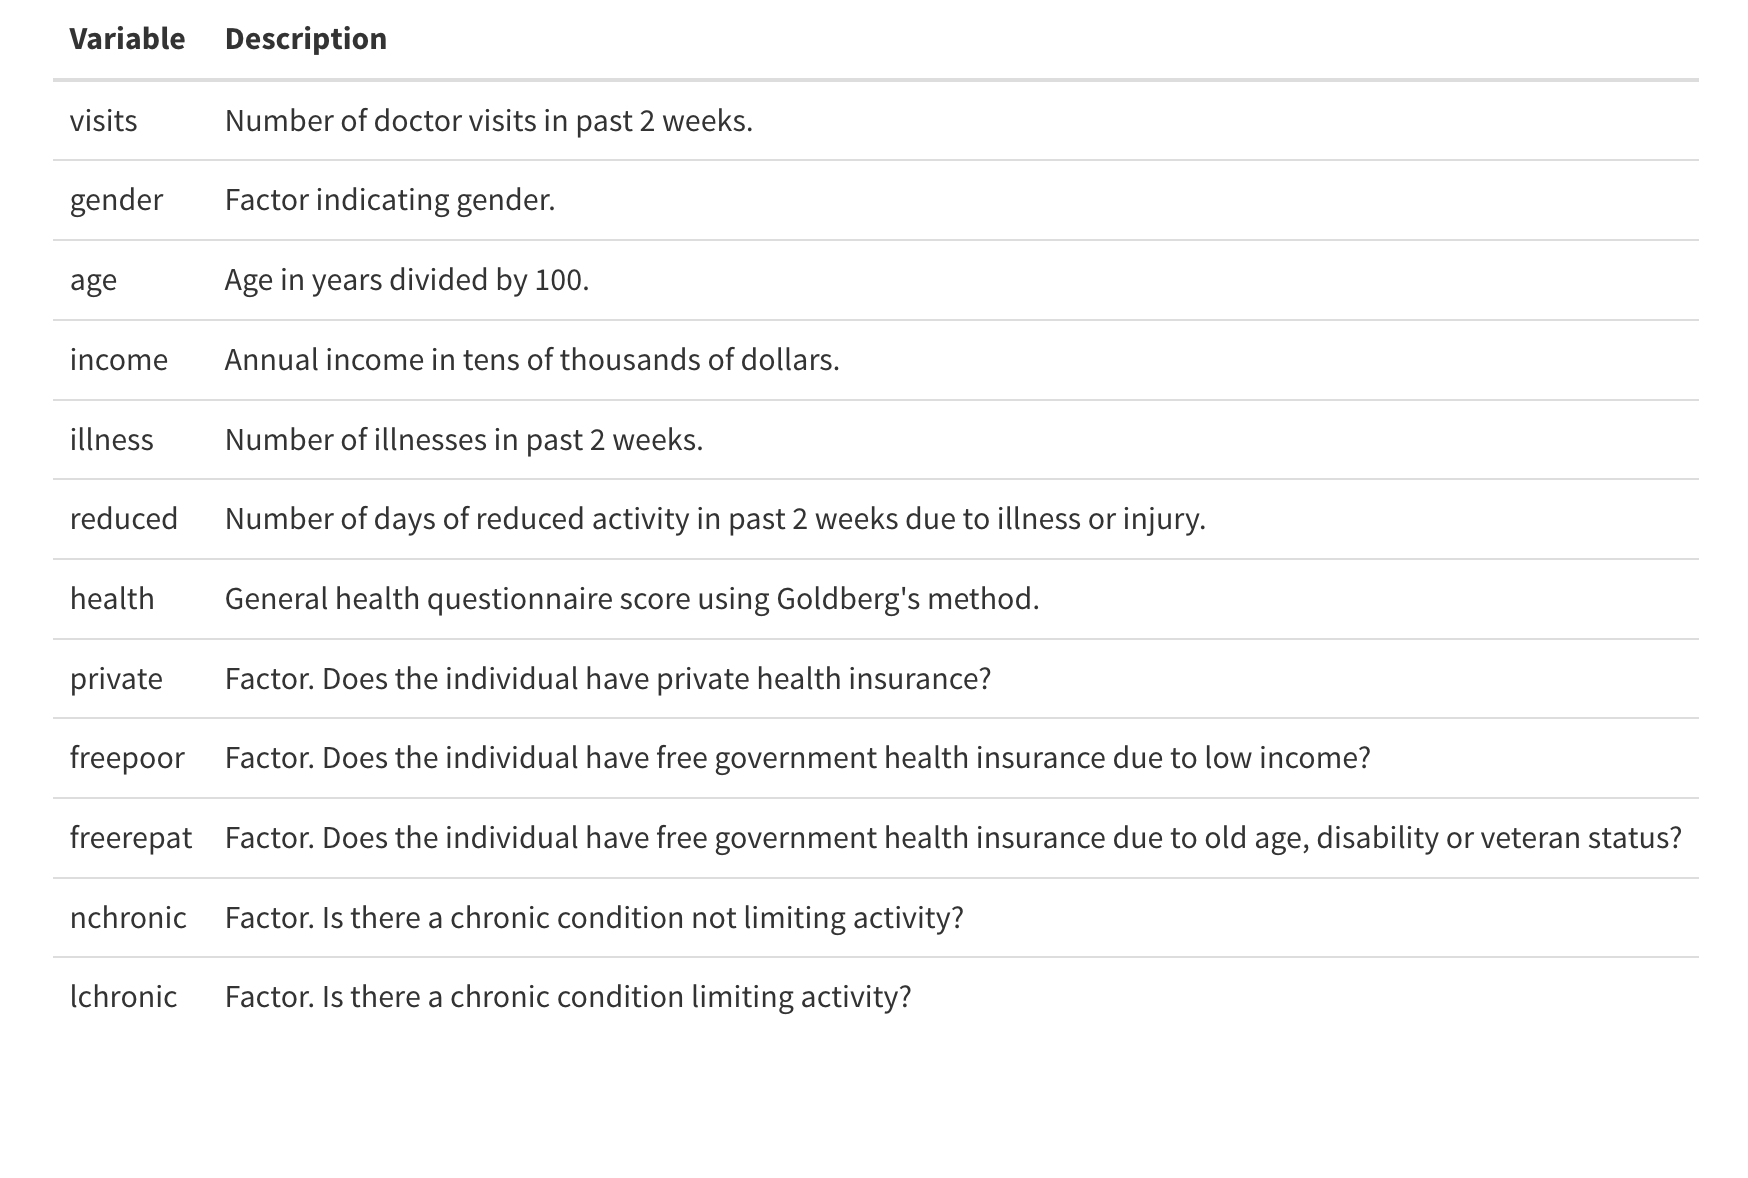 Variable Description
visits Number of doctor visits in past 2 weeks.
gender Factor indicating gender.
age Age in years divided by 100.
income Annual income in tens of thousands of dollars.
illness Number of illnesses in past 2 weeks.
reduced Number of days of reduced activity in past 2 weeks due to illness or injury.
health General health questionnaire score using Goldberg's method.
private Factor. Does the individual have private health insurance?
freepoor Factor. Does the individual have free government health insurance due to low income?
freerepat Factor. Does the individual have free government health insurance due to old age, disability or veteran status?
nchronic Factor. Is there a chronic condition not limiting activity?
lchronic Factor. Is there a chronic condition limiting activity?